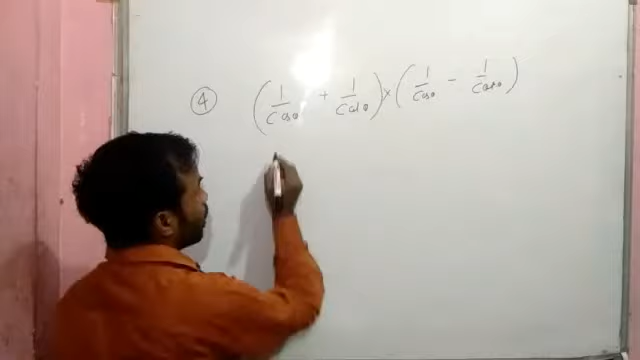 ④ (1/Cosθ + 1/Cotθ) × (1/Cosθ - 1/Cotθ)